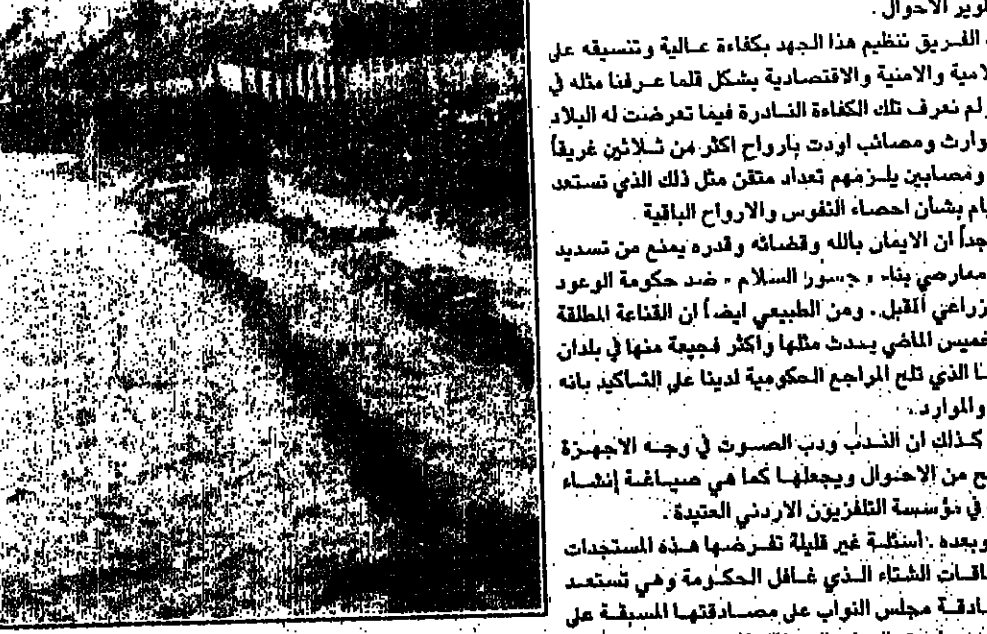 لوير الاحوال .
، الفريق تنظيم هذا الجهد بكفاءة عالية وتنسيقه على
لامية والامنية والاقتصادية بشكل قلما عرفنا مثله في
ولم نعرف تلك الكفاءة النادرة فيما تعرضت له البلاد
وارث ومصائب اودت بارواح اكثر من ثلاثين غريقاً
ومصابين يلزمهم تعداد متقن مثل ذلك الذي تستعد
يام بشأن احصاء النفوس والارواح الباقية .
جداً ان الايمان بالله وقضائه وقدره يمنع من تسديد
معارضي بناء « جسور السلام » ضد حكومة الوعود
زراعي المقبل . ومن الطبيعي ايضاً ان القناعة المطلقة
خميس الماضي يحدث مثلها واكثر فجيعة منها في بلدان
ـا الذي تلح المراجع الحكومية لدينا على التأكيد بانه
والموارد .
كذلك ان الندب ودب الصوت في وجه الاجهزة
ح من الاحوال ويجعلها كما هي صياغة إنشاء
في مؤسسة التلفزيون الاردني العتيدة .
وبعده . أسئلة غير قليلة تفرضها هذه المستجدات
اقات الشتاء الذي غافل الحكومة وهي تستعد
ادقة مجلس النواب على مصادقتها المسبقة على